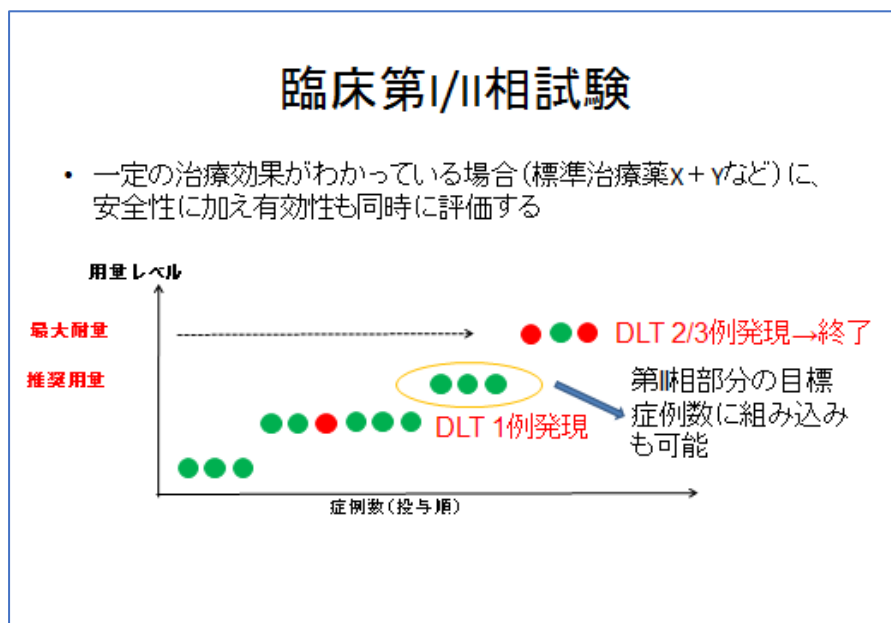 臨床第I/II相試験
• 一定の治療効果がわかっている場合(標準治療薬X+Yなど)に、
安全性に加え有効性も同時に評価する
用量レベル
最大耐量
DLT 2/3例発現→終了
推奨用量
第II相部分の目標
症例数に組み込み
も可能
DLT 1例発現
症例数(投与順)